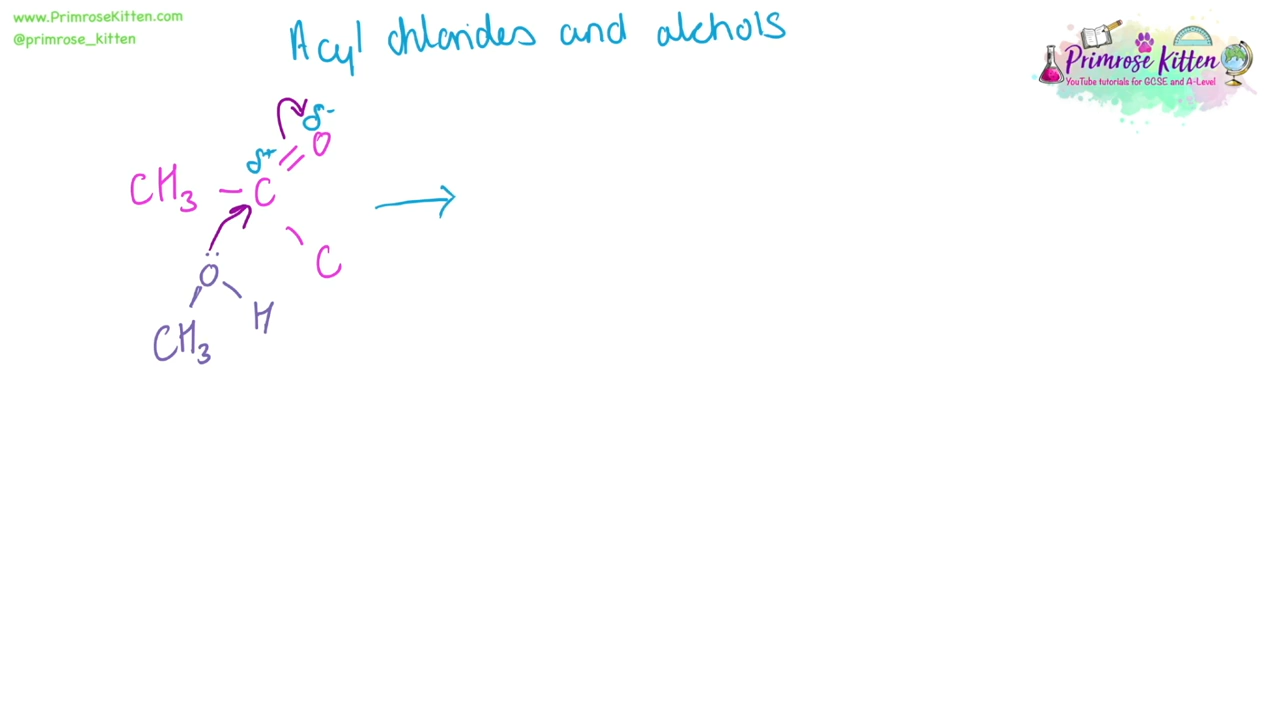 www.PrimroseKitten.com
@primrose_kitten
Acyl chlorides and alchols
Primrose Kitten
YouTube tutorials for GCSE and A-Level
δ-
δ+
O
CH3 - C
C
O
H
CH3